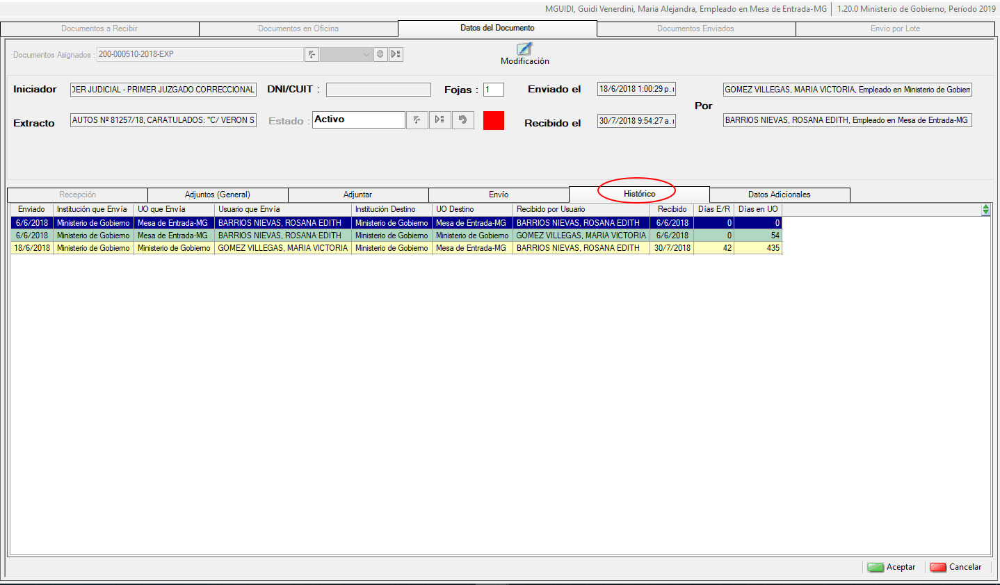 MGUIDI, Guidi Venerdini, Maria Alejandra, Empleado en Mesa de Entrada-MG | 1.20.0 Ministerio de Gobierno, Período 2019
Documentos a Recibir Documentos en Oficina Datos del Documento Documentos Enviados Envio por Lote
Documentos Asignados : 200-000510-2018-EXP
Modificación
Iniciador DER JUDICIAL - PRIMER JUZGADO CORRECCIONAL DNI/CUIT : Fojas : 1 Enviado el 18/6/2018 1:00:29 p. GOMEZ VILLEGAS, MARIA VICTORIA, Empleado en Ministerio de Gobier
Por
Extracto AUTOS Nº 81257/18, CARATULADOS: "C/ VERON S Estado : Activo Recibido el 30/7/2018 9:54:27 a. BARRIOS NIEVAS, ROSANA EDITH, Empleado en Mesa de Entrada-MG
Recepción Adjuntos (General) Adjuntar Envío Histórico Datos Adicionales
Enviado Institución que Envía UO que Envía Usuario que Envía Institución Destino UO Destino Recibido por Usuario Recibido Días E/R Días en UO
6/6/2018 Ministerio de Gobierno Mesa de Entrada-MG BARRIOS NIEVAS, ROSANA EDITH Ministerio de Gobierno Mesa de Entrada-MG BARRIOS NIEVAS, ROSANA EDITH 6/6/2018 0 0
6/6/2018 Ministerio de Gobierno Mesa de Entrada-MG BARRIOS NIEVAS, ROSANA EDITH Ministerio de Gobierno Ministerio de Gobierno GOMEZ VILLEGAS, MARIA VICTORIA 6/6/2018 0 54
18/6/2018 Ministerio de Gobierno Ministerio de Gobierno GOMEZ VILLEGAS, MARIA VICTORIA Ministerio de Gobierno Mesa de Entrada-MG BARRIOS NIEVAS, ROSANA EDITH 30/7/2018 42 435
Aceptar Cancelar